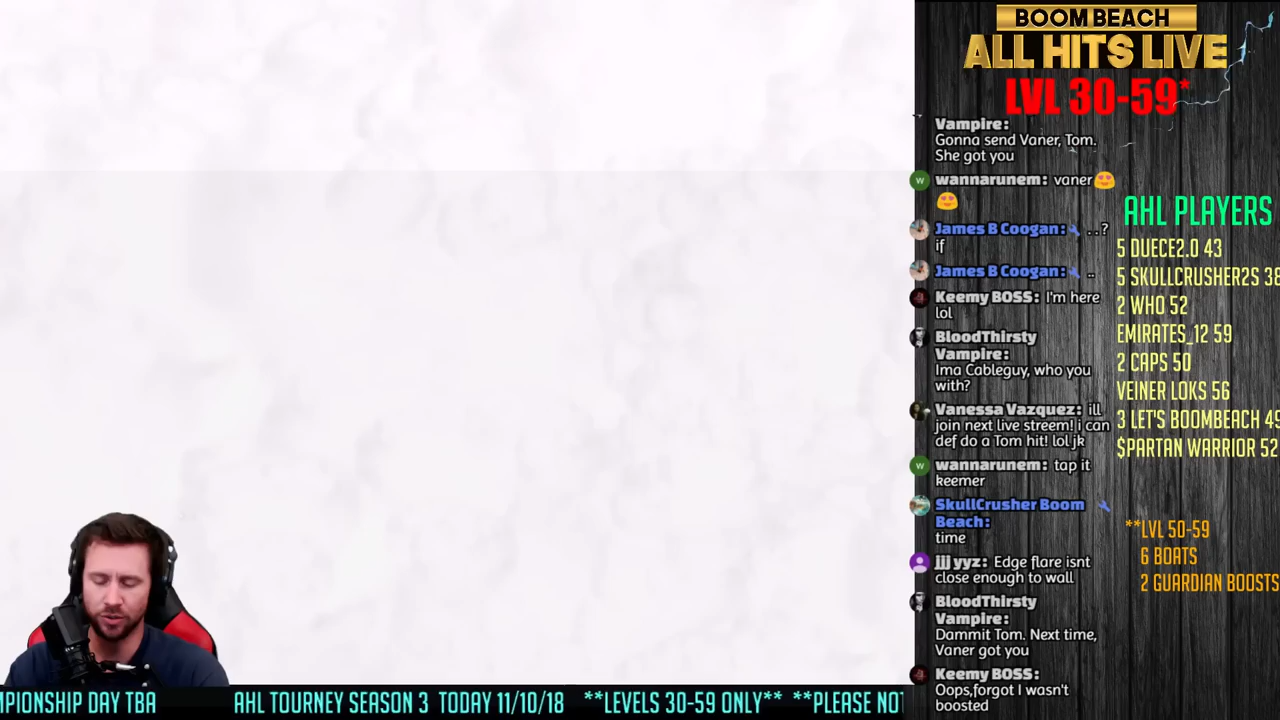 BOOM BEACH
ALL HITS LIVE
LVL 30-59*
Vampire:
Gonna send Vaner, Tom.
She got you
W wannarunem: vaner😍
😍
James B Coogan: ..?
if
James B Coogan: ..
Keemy BOSS: I'm here
lol
BloodThirsty
Vampire:
Ima Cableguy, who you
with?
Vanessa Vazquez: ill
join next live streem! i can
def do a Tom hit! lol jk
W wannarunem: tap it
keemer
SkullCrusher Boom
Beach:
time
jjj yyz: Edge flare isnt
close enough to wall
BloodThirsty
Vampire:
Dammit Tom. Next time,
Vaner got you
Keemy BOSS:
Oops,forgot I wasn't
boosted
AHL PLAYERS
5 DUECE2.0 43
5 SKULLCRUSHER2S 38
2 WHO 52
EMIRATES_12 59
2 CAPS 50
VEINER LOKS 56
3 LET'S BOOMBEACH 49
$PARTAN WARRIOR 52
**LVL 50-59
6 BOATS
2 GUARDIAN BOOSTS
MPIONSHIP DAY TBA AHL TOURNEY SEASON 3 TODAY 11/10/18 **LEVELS 30-59 ONLY** **PLEASE NOT